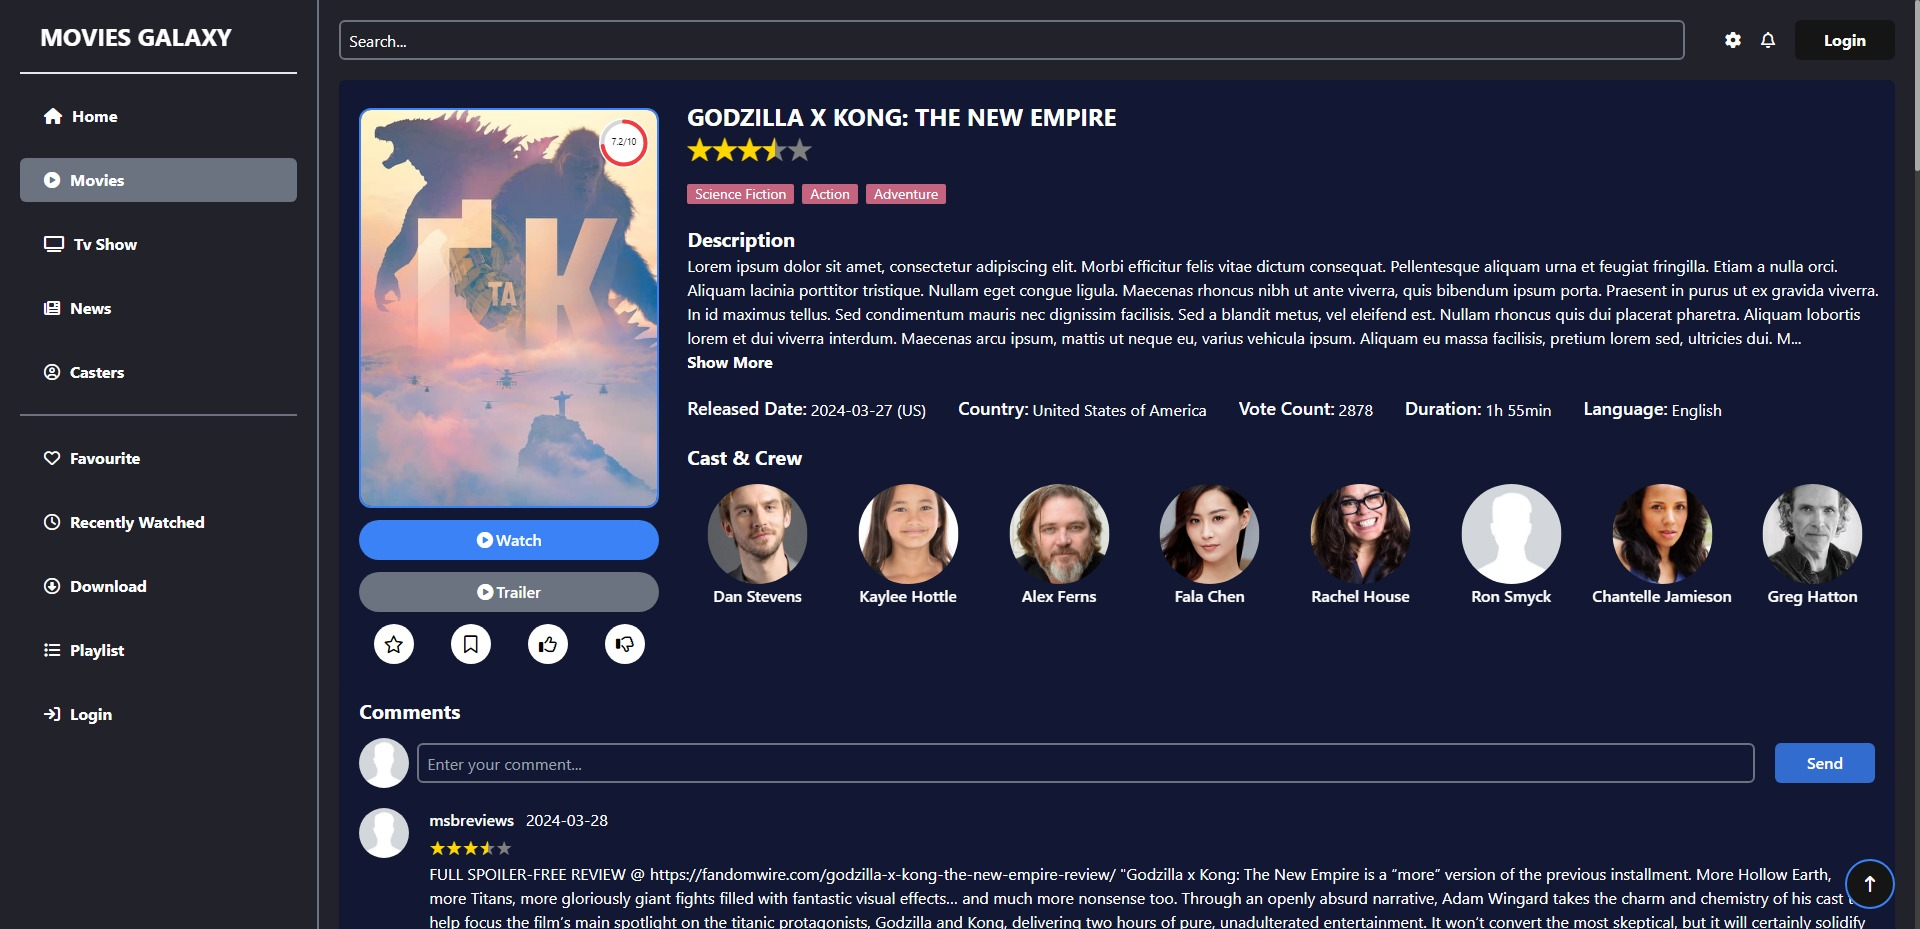 MOVIES GALAXY
Home
Movies
Tv Show
News
Casters
Favourite
Recently Watched
Download
Playlist
Login
Search...
Login
7.2/10
TA
K
Watch
Trailer
GODZILLA X KONG: THE NEW EMPIRE
Science Fiction Action Adventure
Description
Lorem ipsum dolor sit amet, consectetur adipiscing elit. Morbi efficitur felis vitae dictum consequat. Pellentesque aliquam urna et feugiat fringilla. Etiam a nulla orci.
Aliquam lacinia porttitor tristique. Nullam eget congue ligula. Maecenas rhoncus nibh ut ante viverra, quis bibendum ipsum porta. Praesent in purus ut ex gravida viverra.
In id maximus tellus. Sed condimentum mauris nec dignissim facilisis. Sed a blandit metus, vel eleifend est. Nullam rhoncus quis dui placerat pharetra. Aliquam lobortis
lorem et dui viverra interdum. Maecenas arcu ipsum, mattis ut neque eu, varius vehicula ipsum. Aliquam eu massa facilisis, pretium lorem sed, ultricies dui. M...
Show More
Released Date: 2024-03-27 (US) Country: United States of America Vote Count: 2878 Duration: 1h 55min Language: English
Cast & Crew
Dan Stevens Kaylee Hottle Alex Ferns Fala Chen Rachel House Ron Smyck Chantelle Jamieson Greg Hatton
Comments
Enter your comment...
Send
msbreviews 2024-03-28
FULL SPOILER-FREE REVIEW @ https://fandomwire.com/godzilla-x-kong-the-new-empire-review/ "Godzilla x Kong: The New Empire is a “more” version of the previous installment. More Hollow Earth,
more Titans, more gloriously giant fights filled with fantastic visual effects... and much more nonsense too. Through an openly absurd narrative, Adam Wingard takes the charm and chemistry of his cast
help focus the film’s main spotlight on the titanic protagonists, Godzilla and Kong, delivering two hours of pure, unadulterated entertainment. It won’t convert the most skeptical, but it will certainly solidify